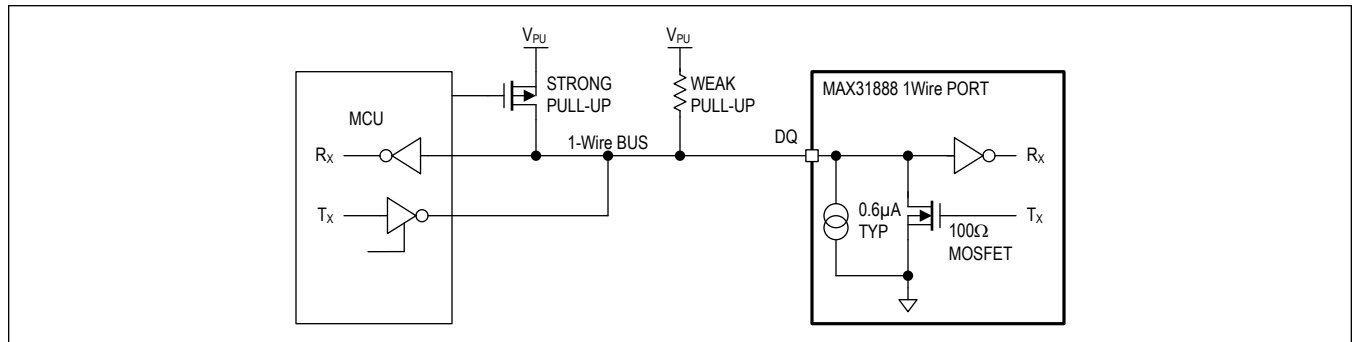 VPU
VPU
STRONG
PULL-UP
WEAK
PULL-UP
MAX31888 1Wire PORT
MCU
DQ
1-Wire BUS
RX
RX
TX
0.6µA
TYP
TX
100Ω
MOSFET